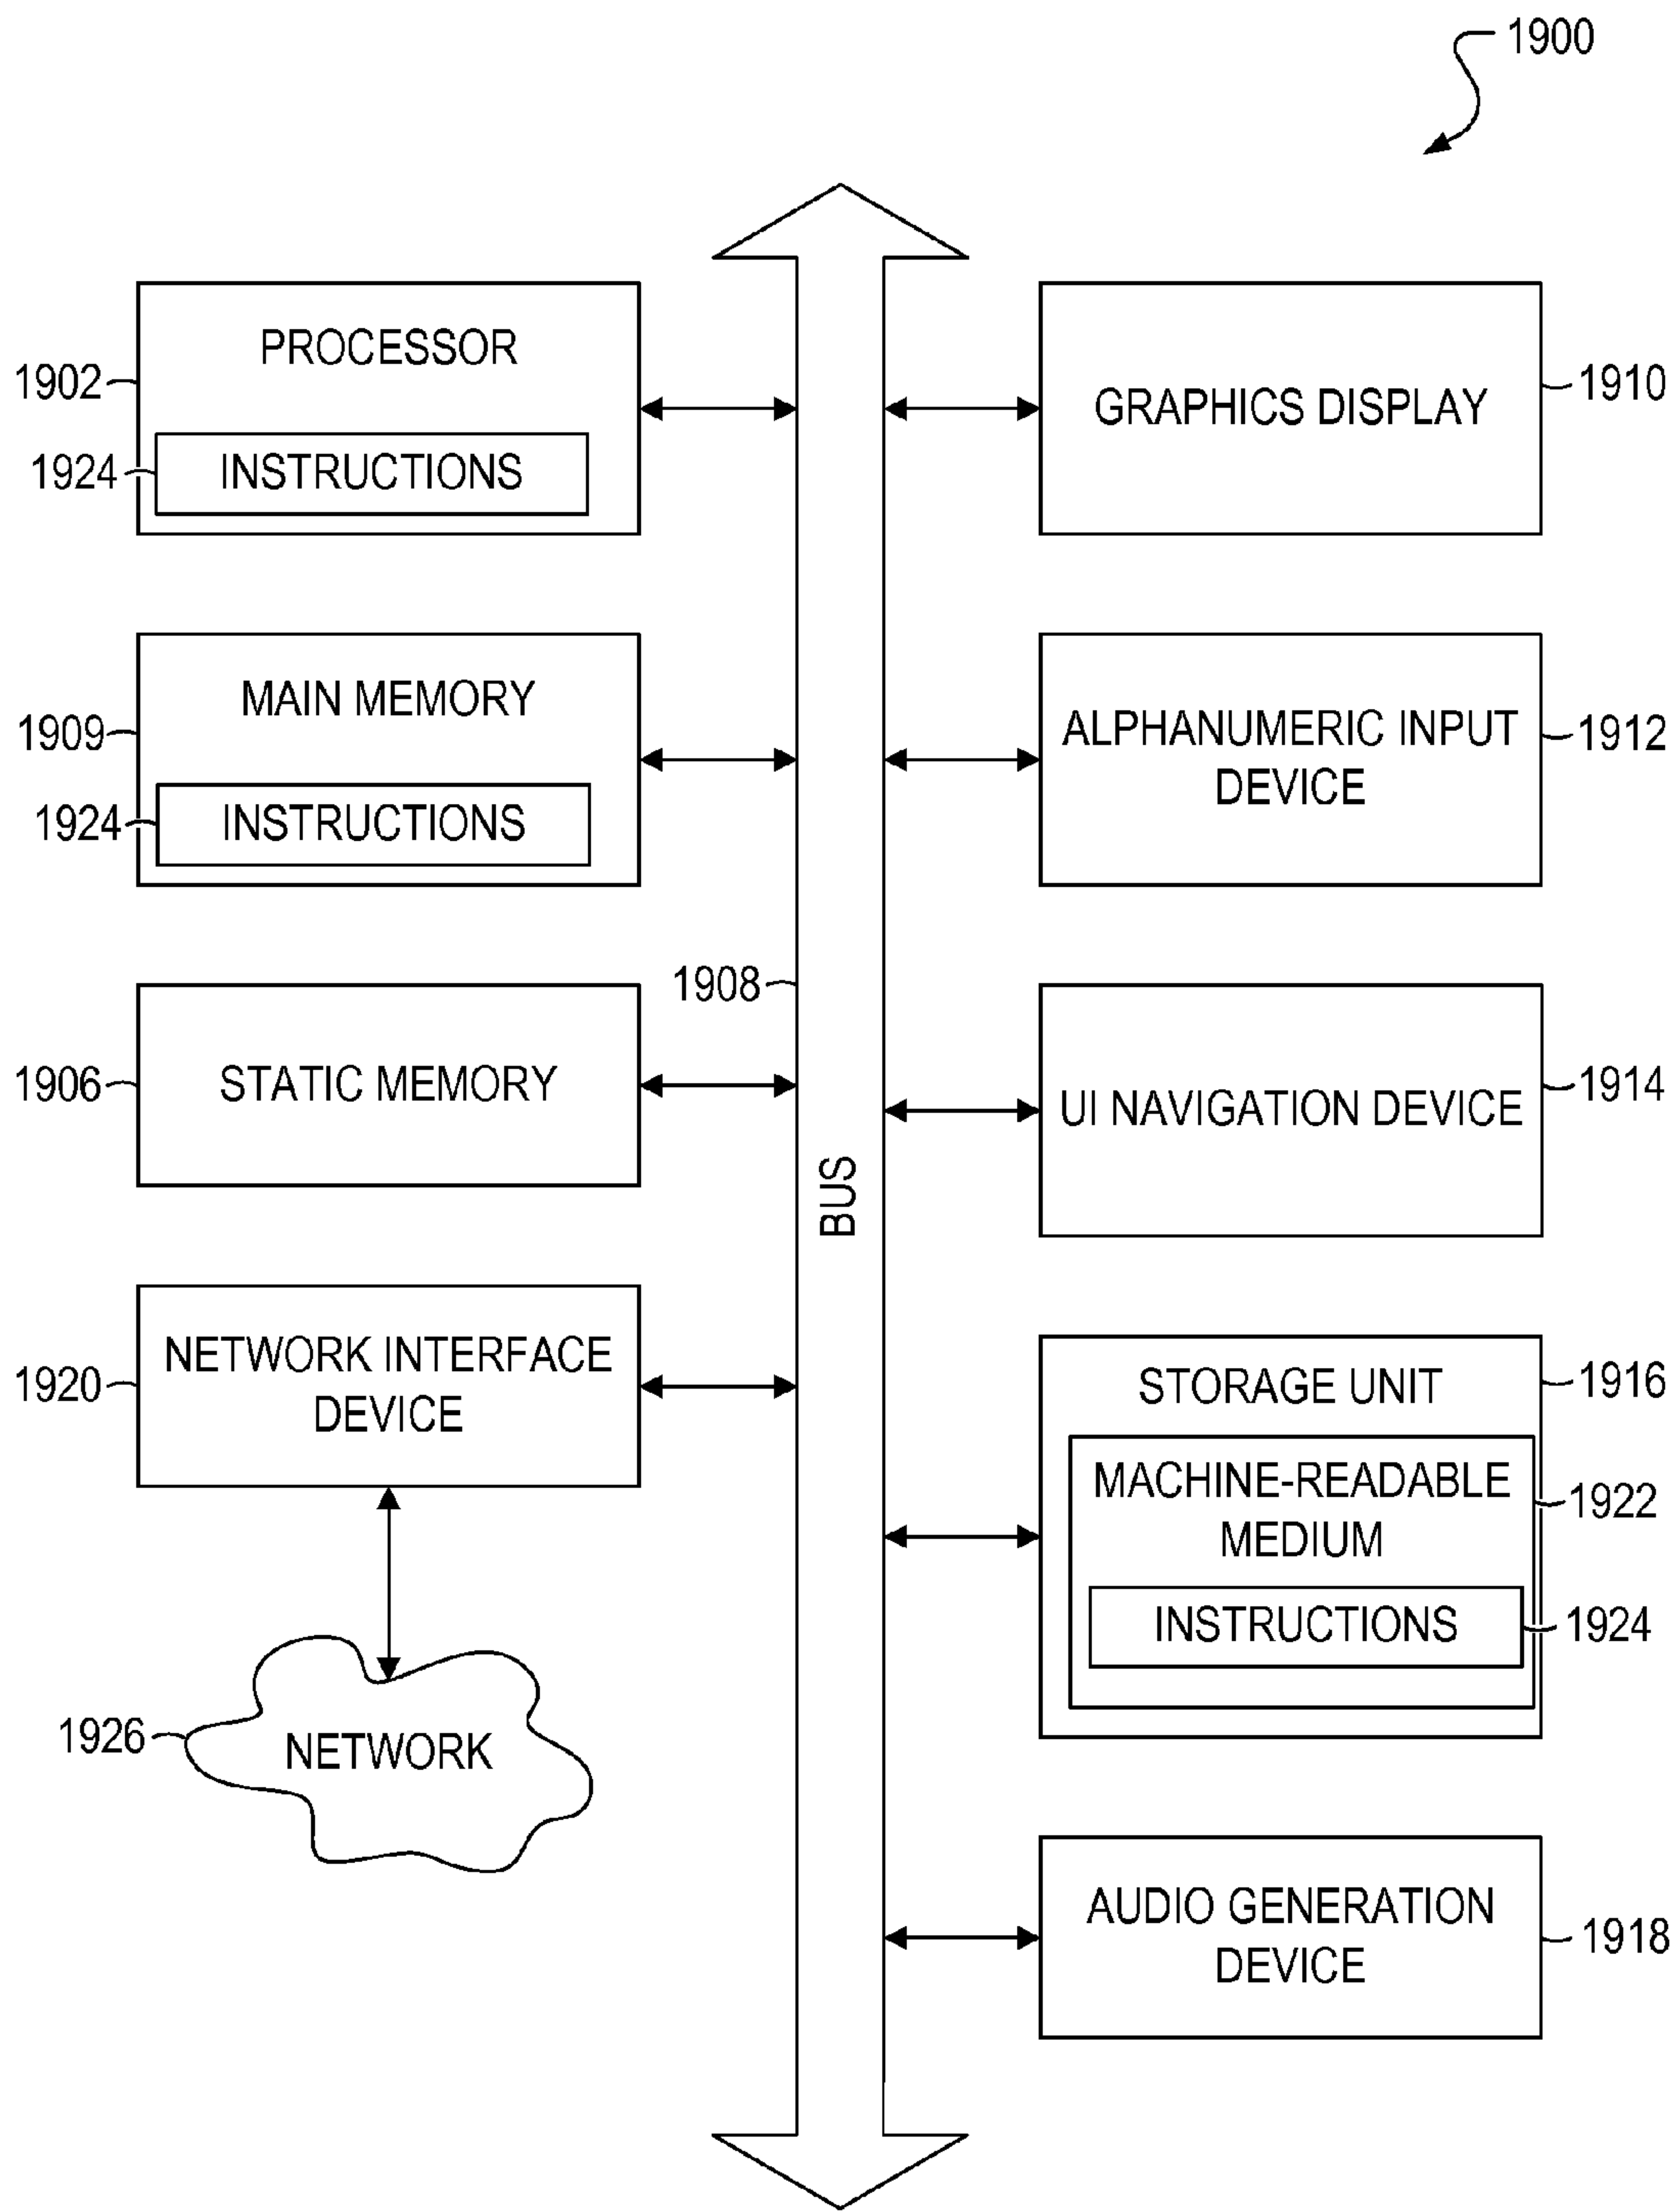 1900
PROCESSOR
1902
1924
INSTRUCTIONS
MAIN MEMORY
1909
1924
INSTRUCTIONS
1908
STATIC MEMORY
1906
NETWORK INTERFACE
DEVICE
1920
1926
NETWORK
BUS
GRAPHICS DISPLAY
1910
ALPHANUMERIC INPUT
DEVICE
1912
UI NAVIGATION DEVICE
1914
STORAGE UNIT
1916
MACHINE-READABLE
MEDIUM
1922
INSTRUCTIONS
1924
AUDIO GENERATION
DEVICE
1918